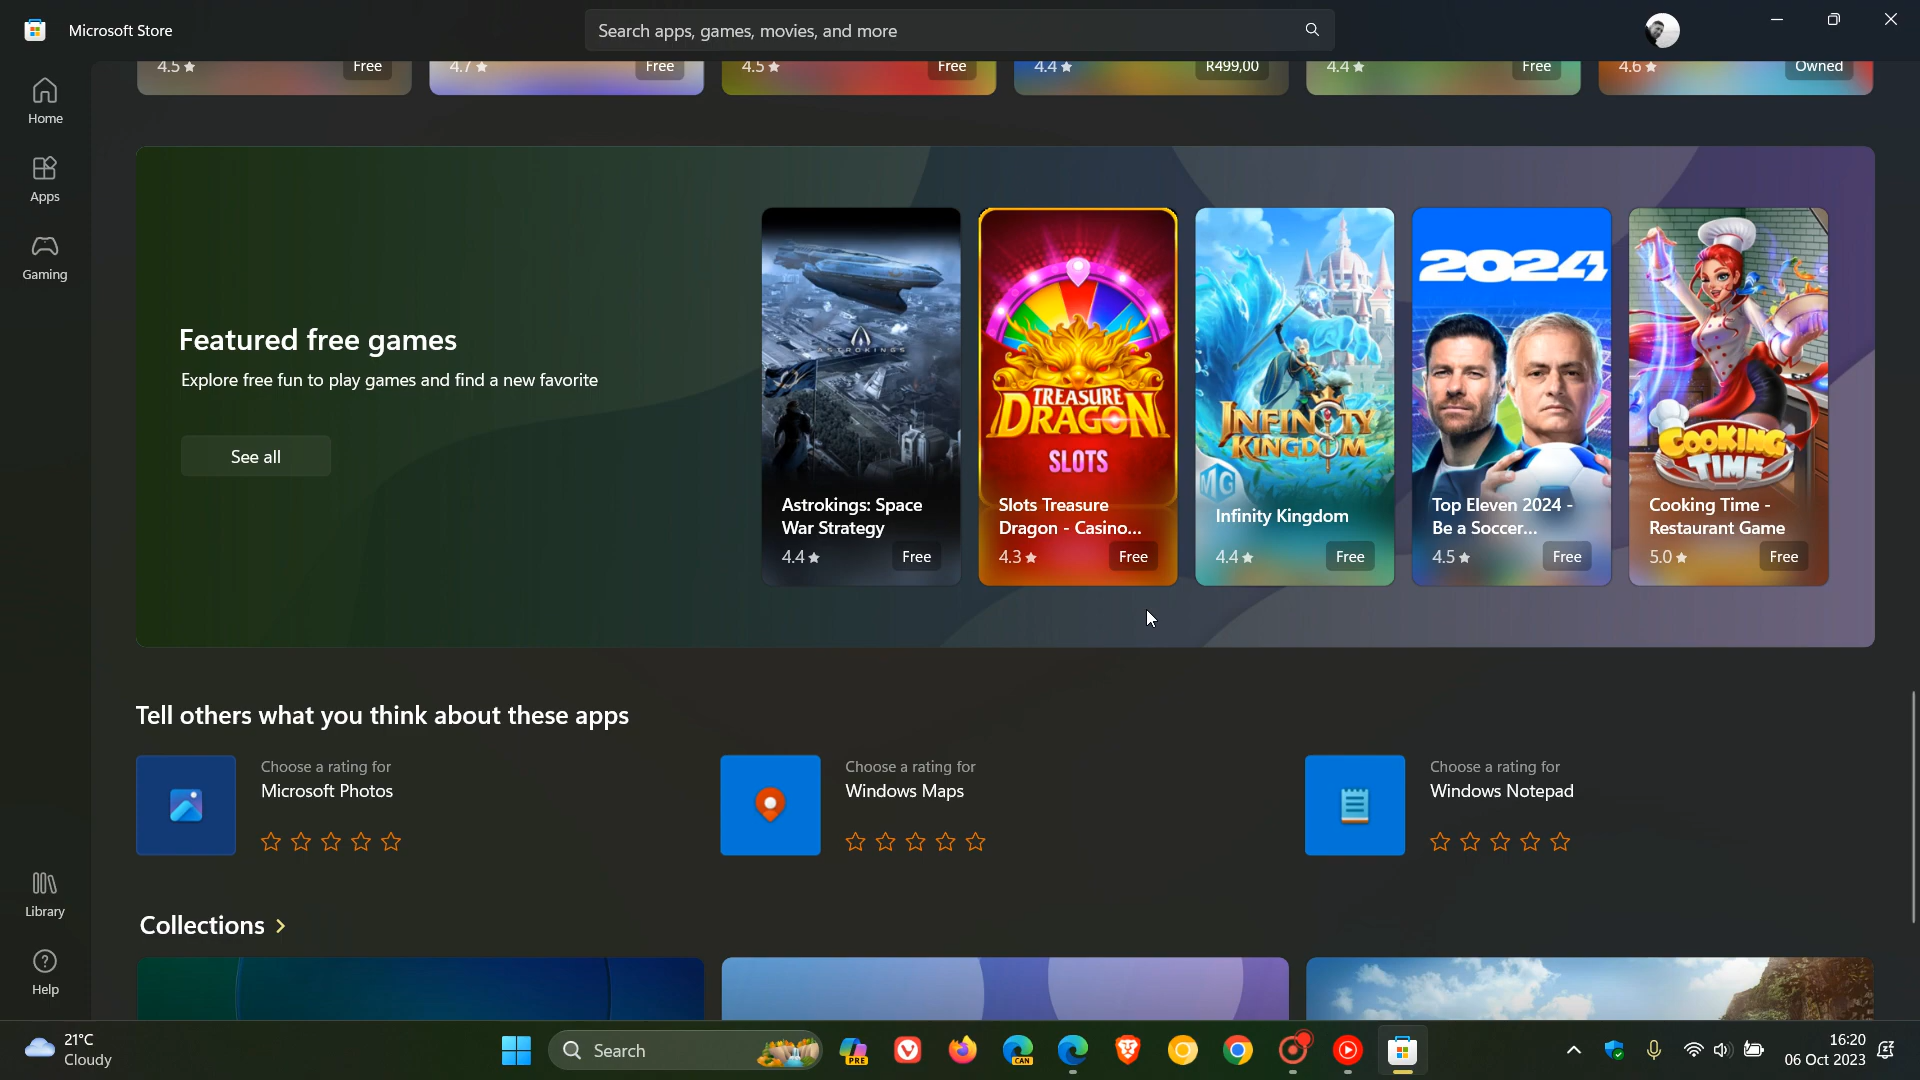 Microsoft Store
Search apps, games, movies, and more
Home
Apps
Gaming
Library
Help
4.5 Free
4.7 Free
4.5 Free
4.4 R499,00
4.4 Free
4.6 Owned
Featured free games
Explore free fun to play games and find a new favorite
See all
ASTROKINGS
Astrokings: Space
War Strategy
4.4 Free
TREASURE
DRAGON
SLOTS
Slots Treasure
Dragon - Casino...
4.3 Free
INFINITY
KINGDOM
MG
Infinity Kingdom
4.4 Free
2024
Top Eleven 2024 -
Be a Soccer...
4.5 Free
COOKING
TIME
Cooking Time -
Restaurant Game
5.0 Free
Tell others what you think about these apps
Choose a rating for
Microsoft Photos
Choose a rating for
Windows Maps
Choose a rating for
Windows Notepad
Collections
21°C
Cloudy
Search
PRE
CAN
16:20
06 Oct 2023